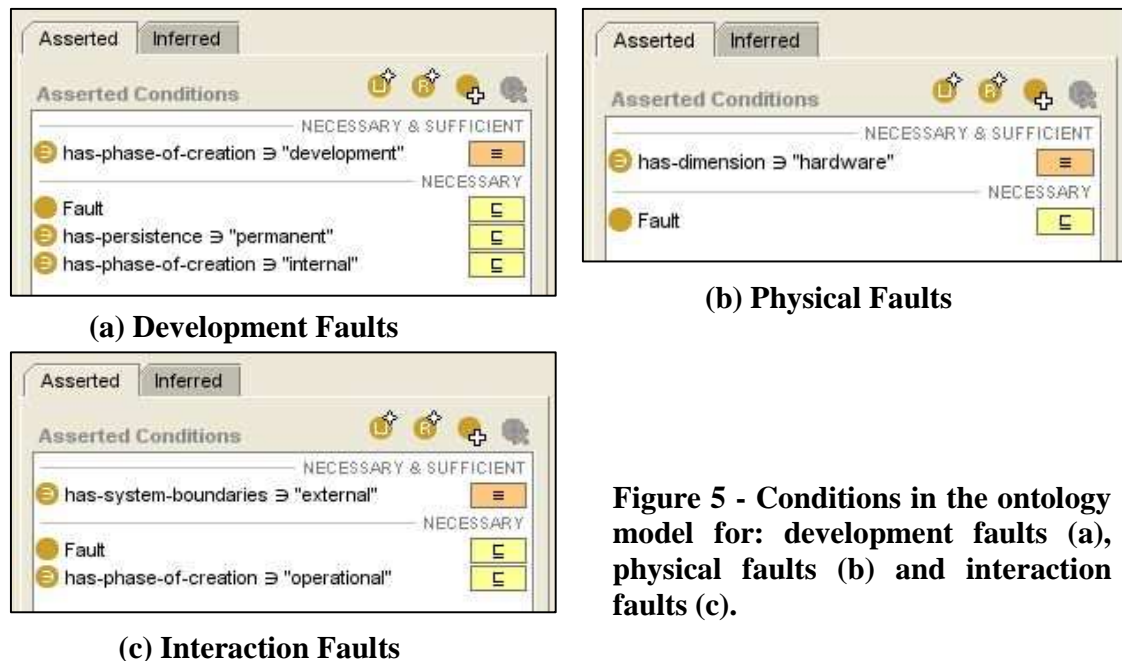 Asserted Inferred
Asserted Conditions
NECESSARY & SUFFICIENT
has-phase-of-creation ∋ "development" ≡
NECESSARY
Fault ⊑
has-persistence ∋ "permanent" ⊑
has-phase-of-creation ∋ "internal" ⊑
(a) Development Faults
Asserted Inferred
Asserted Conditions
NECESSARY & SUFFICIENT
has-dimension ∋ "hardware" ≡
NECESSARY
Fault ⊑
(b) Physical Faults
Asserted Inferred
Asserted Conditions
NECESSARY & SUFFICIENT
has-system-boundaries ∋ "external" ≡
NECESSARY
Fault ⊑
has-phase-of-creation ∋ "operational" ⊑
(c) Interaction Faults
Figure 5 - Conditions in the ontology
model for: development faults (a),
physical faults (b) and interaction
faults (c).